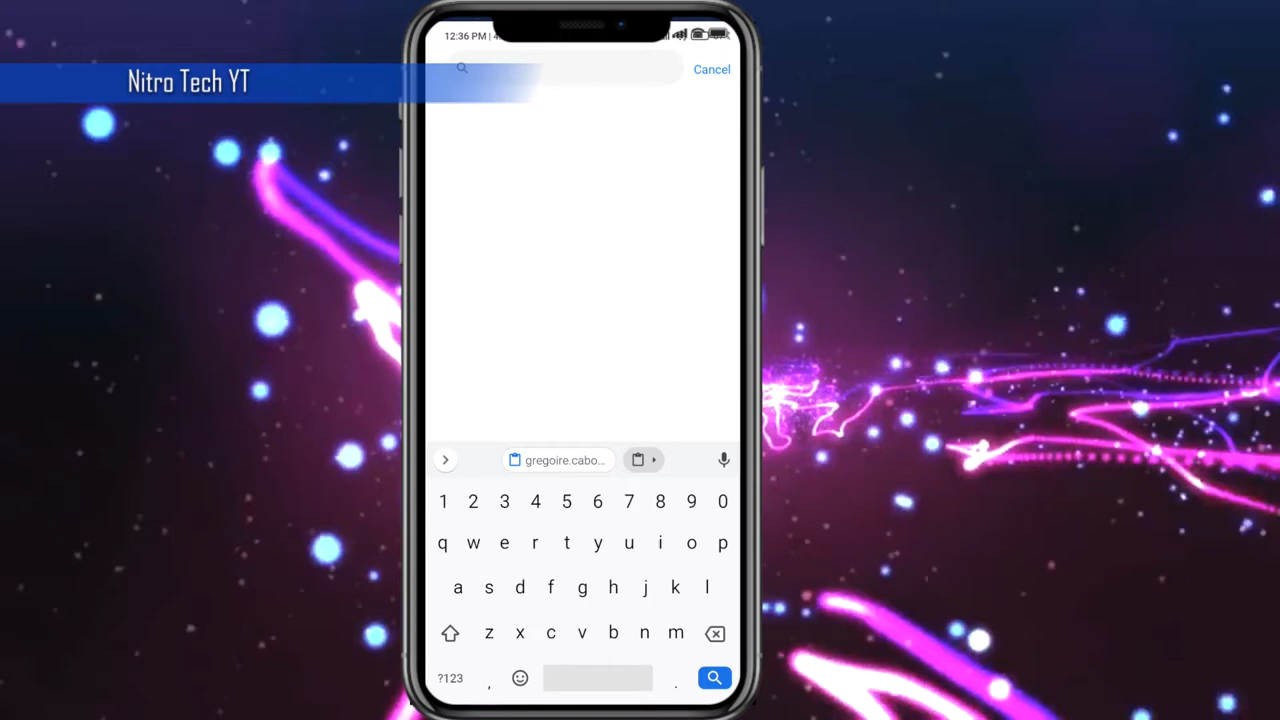 12:36 PM | 4
Nitro Tech YT
Cancel
gregoire.cabo...
1 2 3 4 5 6 7 8 9 0
q w e r t y u i o p
a s d f g h j k l
z x c v b n m
?123 , .